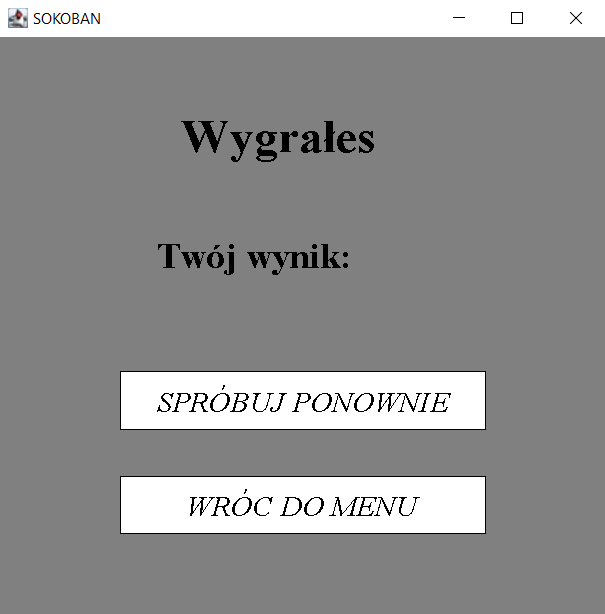 SOKOBAN
Wygrałes
Twój wynik:
SPRÓBUJ PONOWNIE
WRÓC DO MENU